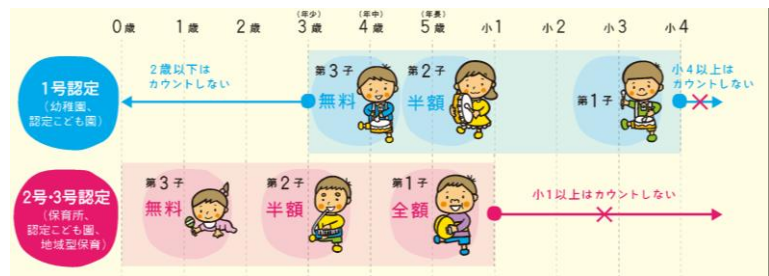 (年少) (年中) (年長)
0歳 1歳 2歳 3歳 4歳 5歳 小1 小2 小3 小4
1号認定
(幼稚園、
認定こども園)
2歳以下は
カウントしない
第3子
無料
第2子
半額
第1子
小4以上は
カウントしない
2号・3号認定
(保育所、
認定こども園、
地域型保育)
第3子
無料
第2子
半額
第1子
全額
小1以上はカウントしない